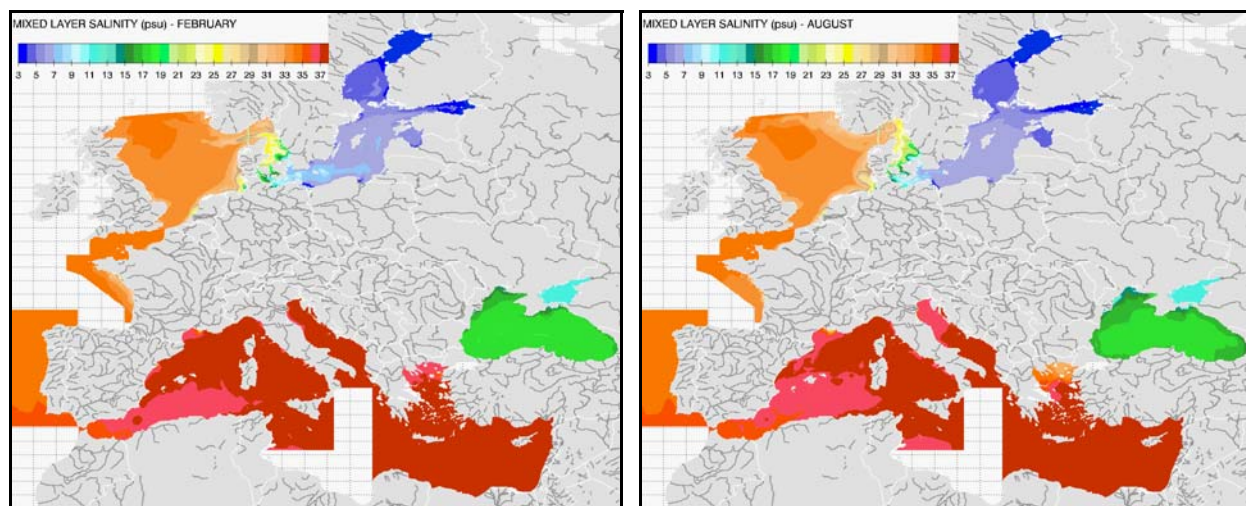 MIXED LAYER SALINITY (psu) - FEBRUARY
3 5 7 9 11 13 15 17 19 21 23 25 27 29 31 33 35 37
MIXED LAYER SALINITY (psu) - AUGUST
3 5 7 9 11 13 15 17 19 21 23 25 27 29 31 33 35 37